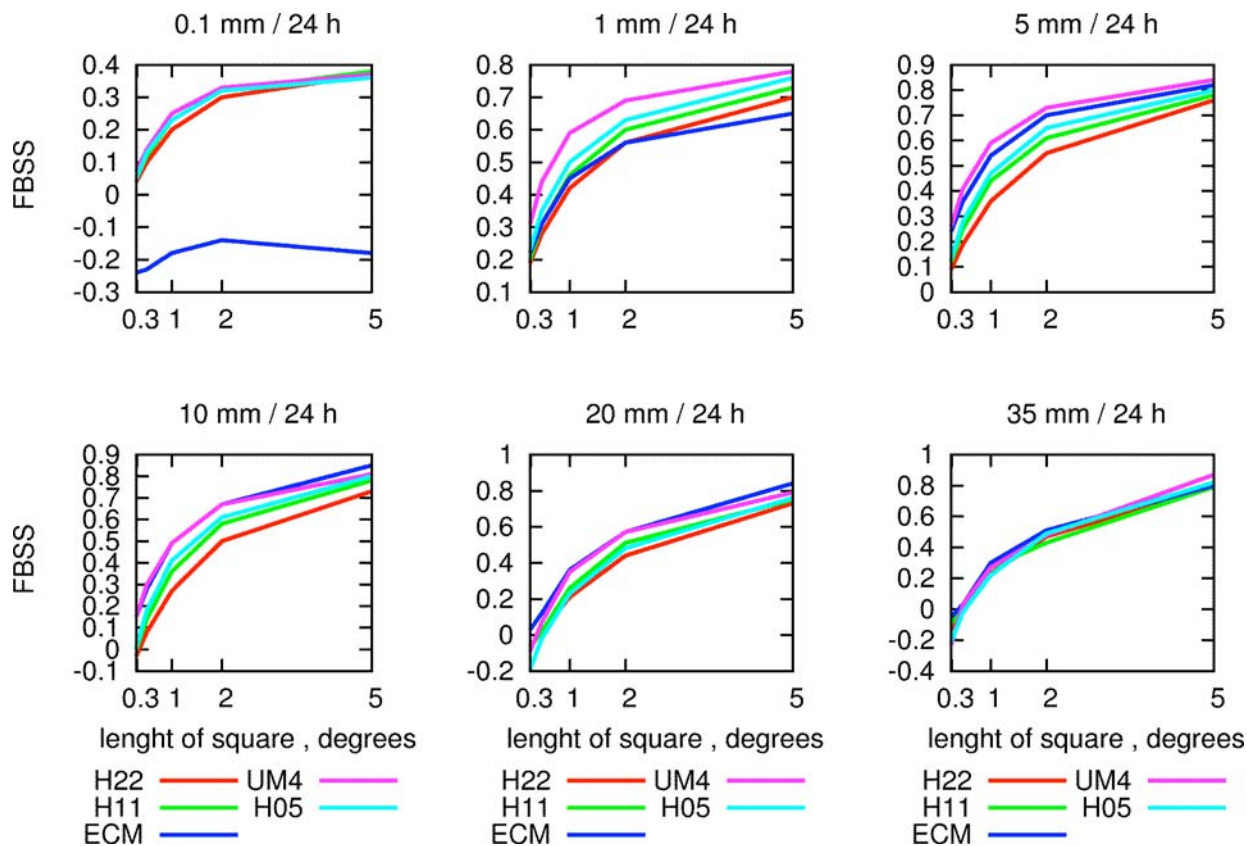 0.1 mm / 24 h
1 mm / 24 h
5 mm / 24 h
FBSS
0.4
0.3
0.2
0.1
0
-0.1
-0.2
-0.3
0.3 1 2 5
0.8
0.7
0.6
0.5
0.4
0.3
0.2
0.1
0.3 1 2 5
0.9
0.8
0.7
0.6
0.5
0.4
0.3
0.2
0.1
0
0.3 1 2 5
10 mm / 24 h
20 mm / 24 h
35 mm / 24 h
FBSS
0.9
0.8
0.7
0.6
0.5
0.4
0.3
0.2
0.1
0
-0.1
0.3 1 2 5
1
0.8
0.6
0.4
0.2
0
-0.2
0.3 1 2 5
1
0.8
0.6
0.4
0.2
0
-0.2
-0.4
0.3 1 2 5
lenght of square , degrees
lenght of square , degrees
lenght of square , degrees
H22 UM4
H11 H05
ECM
H22 UM4
H11 H05
ECM
H22 UM4
H11 H05
ECM